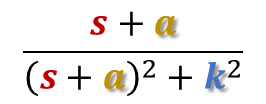 s + a
(s + a)² + k²